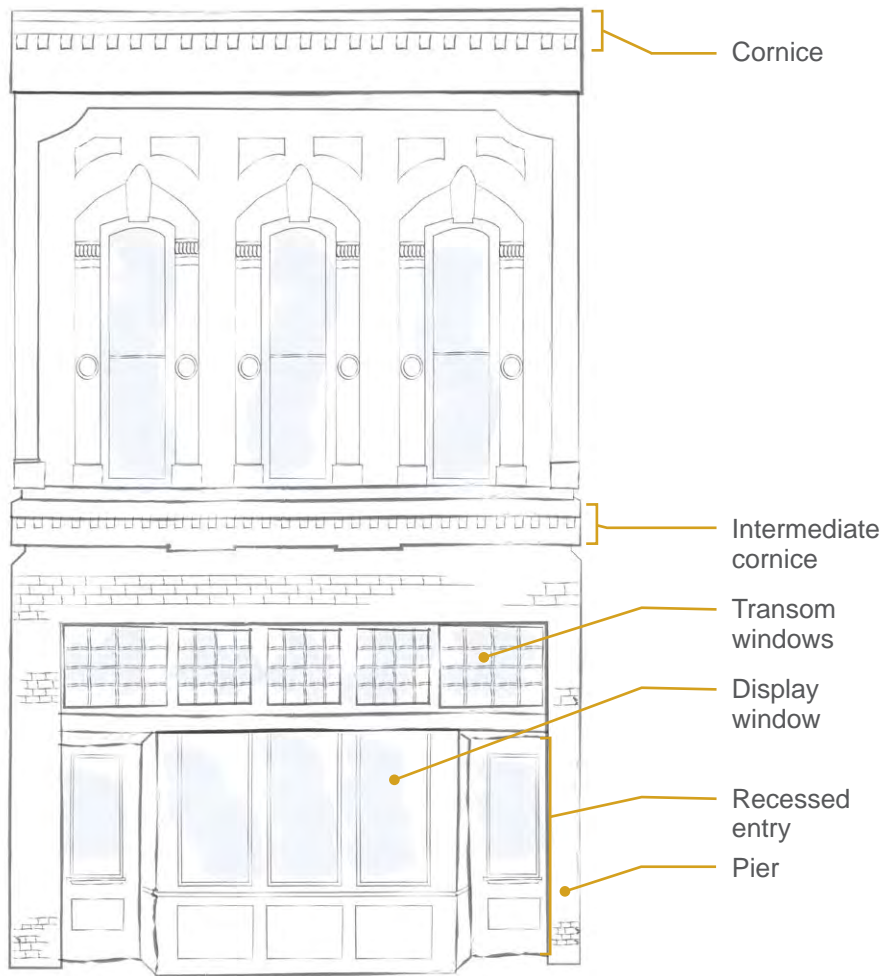 Cornice
Intermediate
cornice
Transom
windows
Display
window
Recessed
entry
Pier